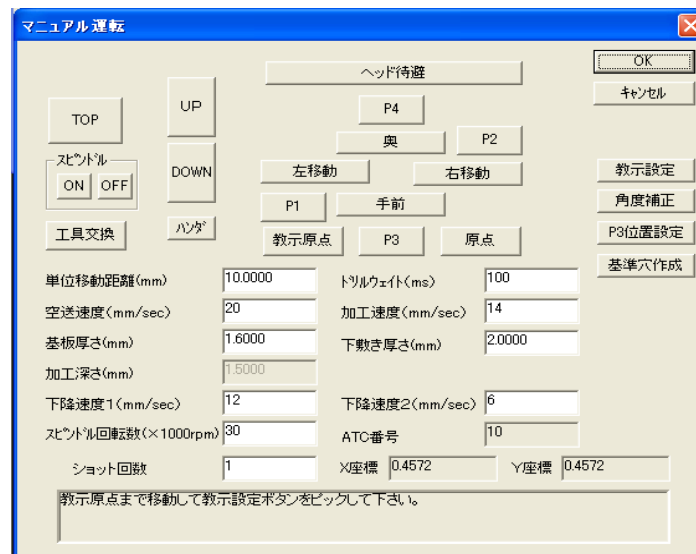 マニュアル運転
ヘッド待避
OK
キャンセル
TOP
UP
P4
奥
P2
スピンドル
ON OFF
DOWN
左移動
右移動
教示設定
P1
手前
角度補正
工具交換
ハンダ
教示原点
P3
原点
P3位置設定
基準穴作成
単位移動距離(mm) 10.0000 ドリルウェイト(ms) 100
空送速度(mm/sec) 20 加工速度(mm/sec) 14
基板厚さ(mm) 1.6000 下敷き厚さ(mm) 2.0000
加工深さ(mm) 1.5000
下降速度1(mm/sec) 12 下降速度2(mm/sec) 6
スピンドル回転数(×1000rpm) 30 ATC番号 10
ショット回数 1 X座標 0.4572 Y座標 0.4572
教示原点まで移動して教示設定ボタンをピックして下さい。